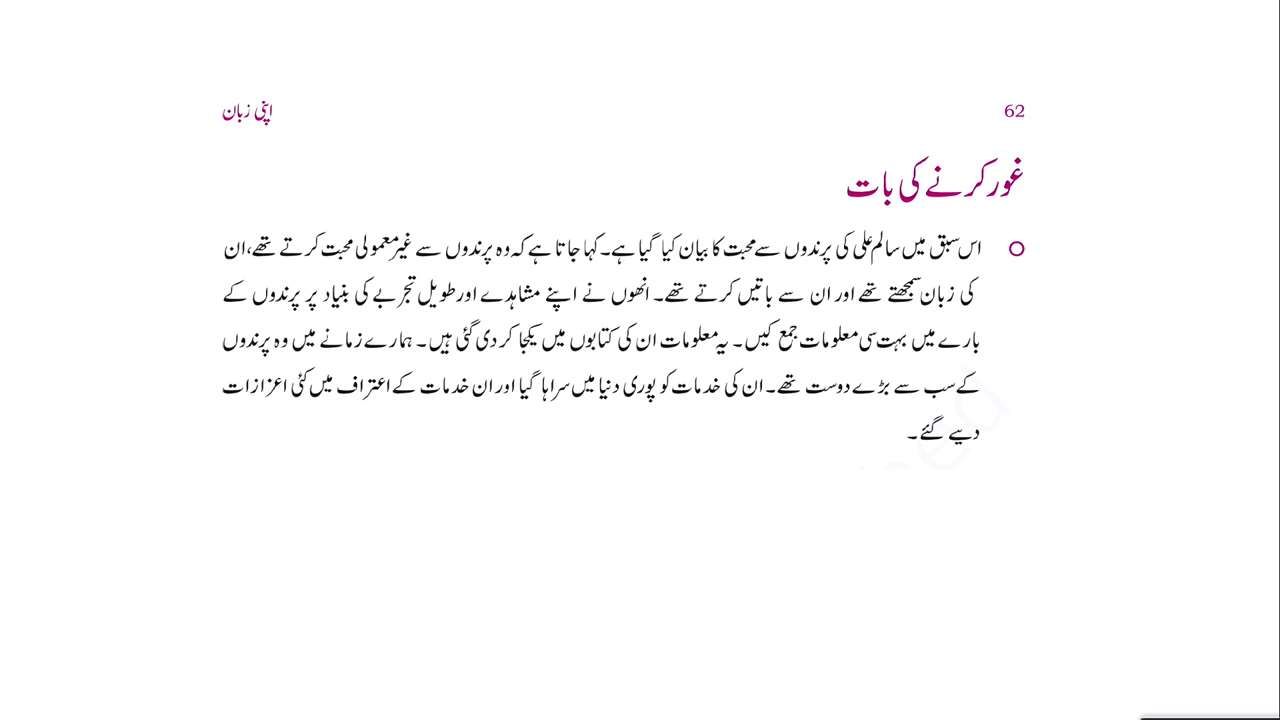 62
اپنی زبان
غور کرنے کی بات
اس سبق میں سالم علی کی پرندوں سے محبت کا بیان کیا گیا ہے۔ کہا جاتا ہے کہ وہ پرندوں سے غیر معمولی محبت کرتے تھے، ان
کی زبان سمجھتے تھے اور ان سے باتیں کرتے تھے۔ انھوں نے اپنے مشاہدے اور طویل تجربے کی بنیاد پر پرندوں کے
بارے میں بہت سی معلومات جمع کیں۔ یہ معلومات ان کی کتابوں میں یکجا کر دی گئی ہیں۔ ہمارے زمانے میں وہ پرندوں
کے سب سے بڑے دوست تھے۔ ان کی خدمات کو پوری دنیا میں سراہا گیا اور ان خدمات کے اعتراف میں کئی اعزازات
دیے گئے۔